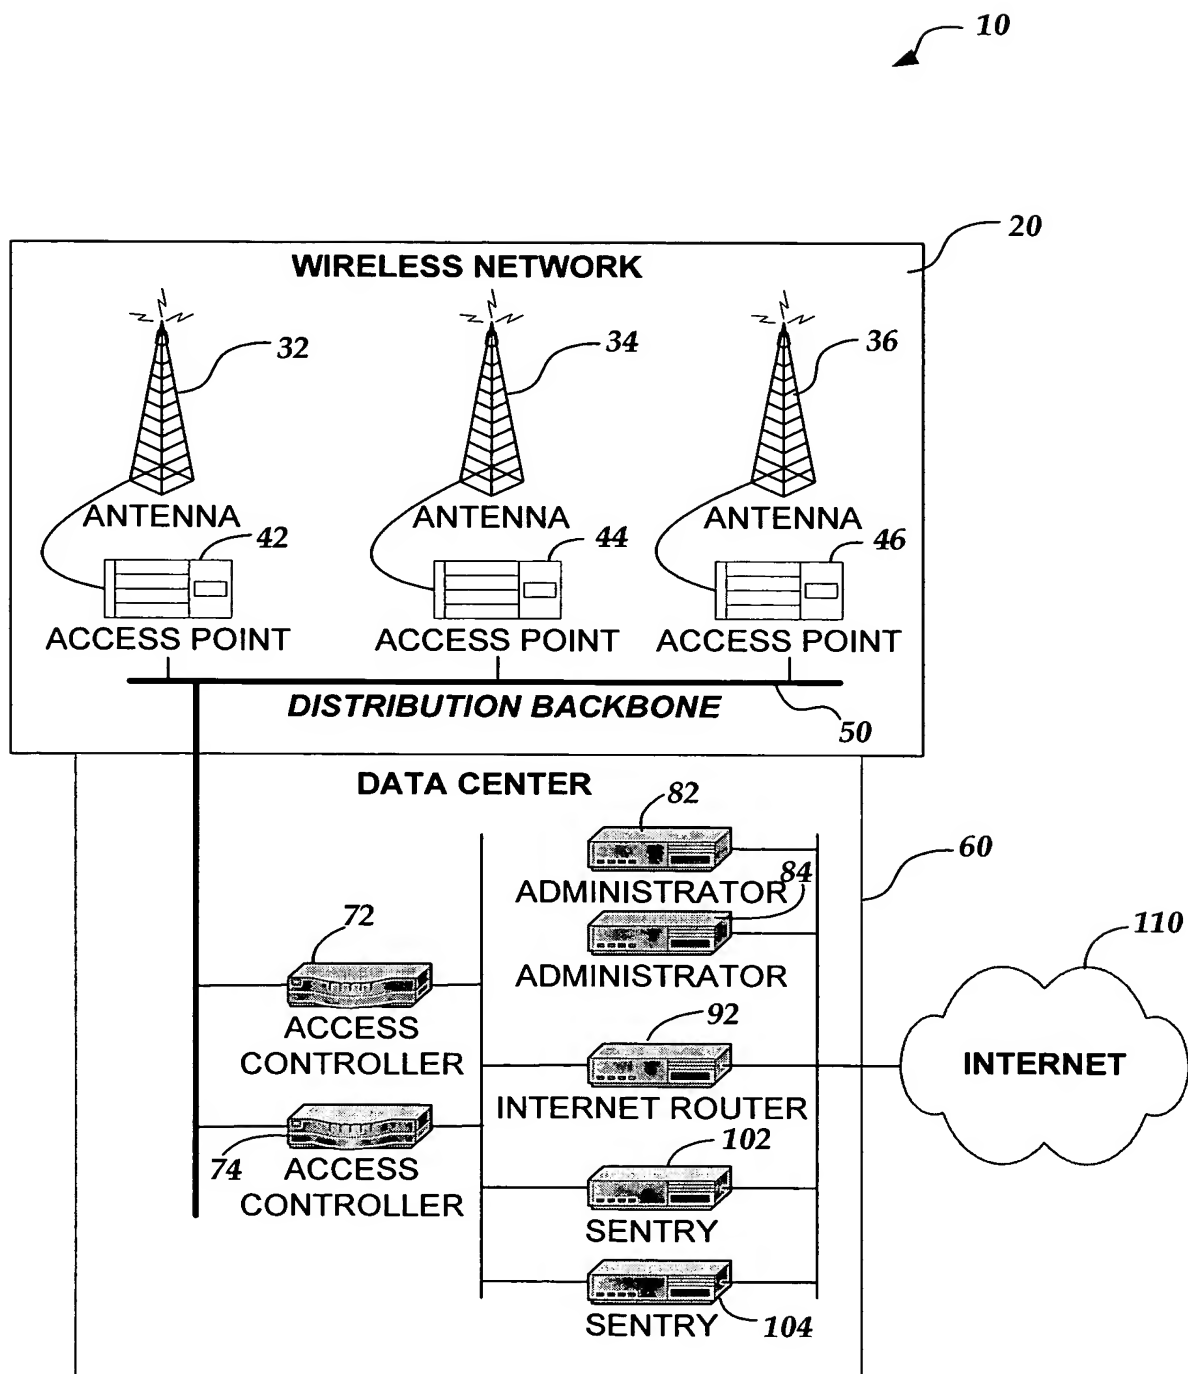 10
20
WIRELESS NETWORK
32
34
36
ANTENNA
ANTENNA
ANTENNA
42
44
46
ACCESS POINT
ACCESS POINT
ACCESS POINT
DISTRIBUTION BACKBONE
50
DATA CENTER
82
60
ADMINISTRATOR
84
72
110
ADMINISTRATOR
92
ACCESS
CONTROLLER
INTERNET
INTERNET ROUTER
102
74
ACCESS
CONTROLLER
SENTRY
SENTRY
104